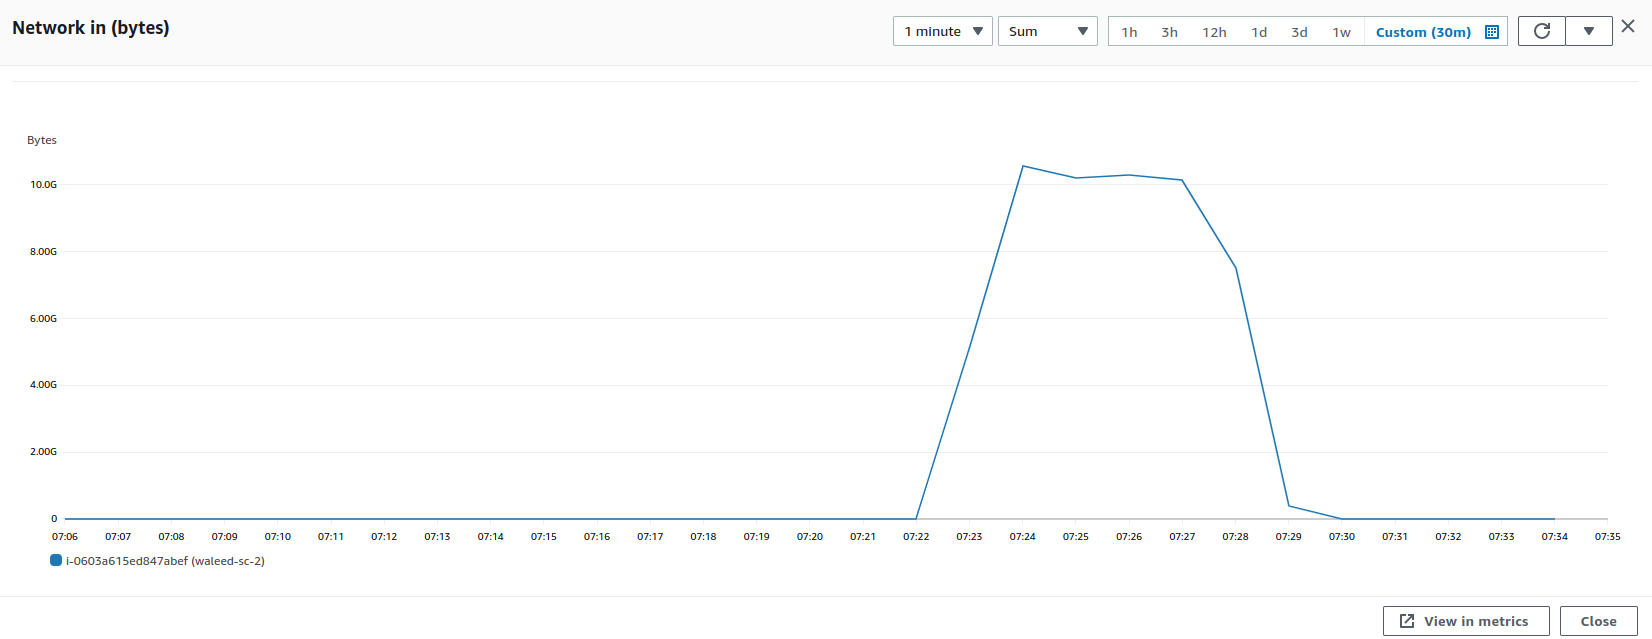 Network in (bytes)
1 minute
Sum
1h 3h 12h 1d 3d 1w Custom (30m)
Bytes
10.0G
8.00G
6.00G
4.00G
2.00G
0
07:06 07:07 07:08 07:09 07:10 07:11 07:12 07:13 07:14 07:15 07:16 07:17 07:18 07:19 07:20 07:21 07:22 07:23 07:24 07:25 07:26 07:27 07:28 07:29 07:30 07:31 07:32 07:33 07:34 07:35
i-0603a615ed847abef (waleed-sc-2)
View in metrics
Close